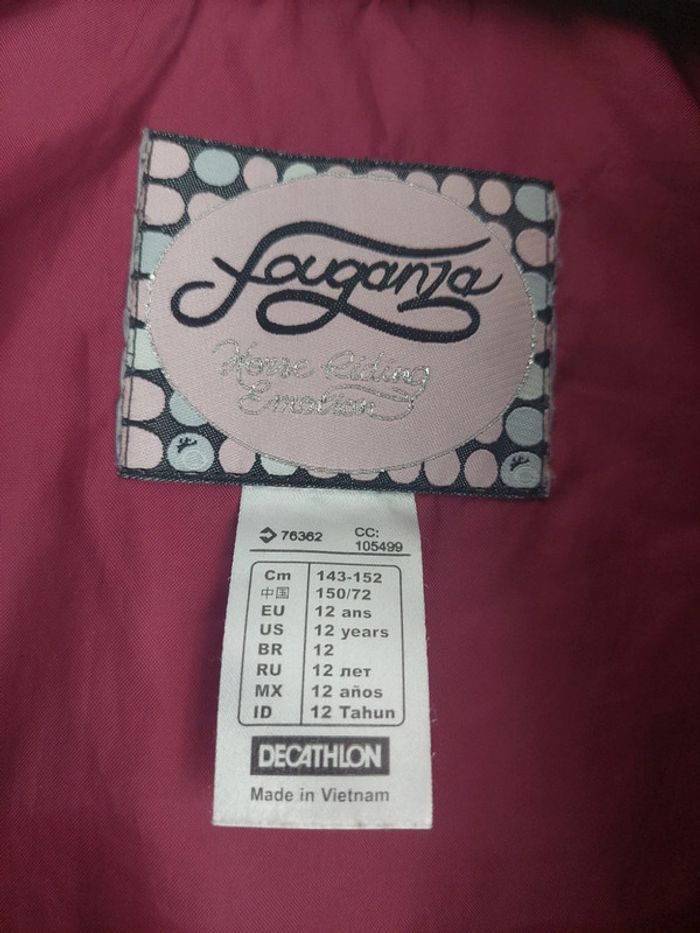 Fouganza
Horse Riding
Emotion
76362 CC:
105499
Cm 143-152
中国 150/72
EU 12 ans
US 12 years
BR 12
RU 12 лет
MX 12 años
ID 12 Tahun
DECATHLON
Made in Vietnam